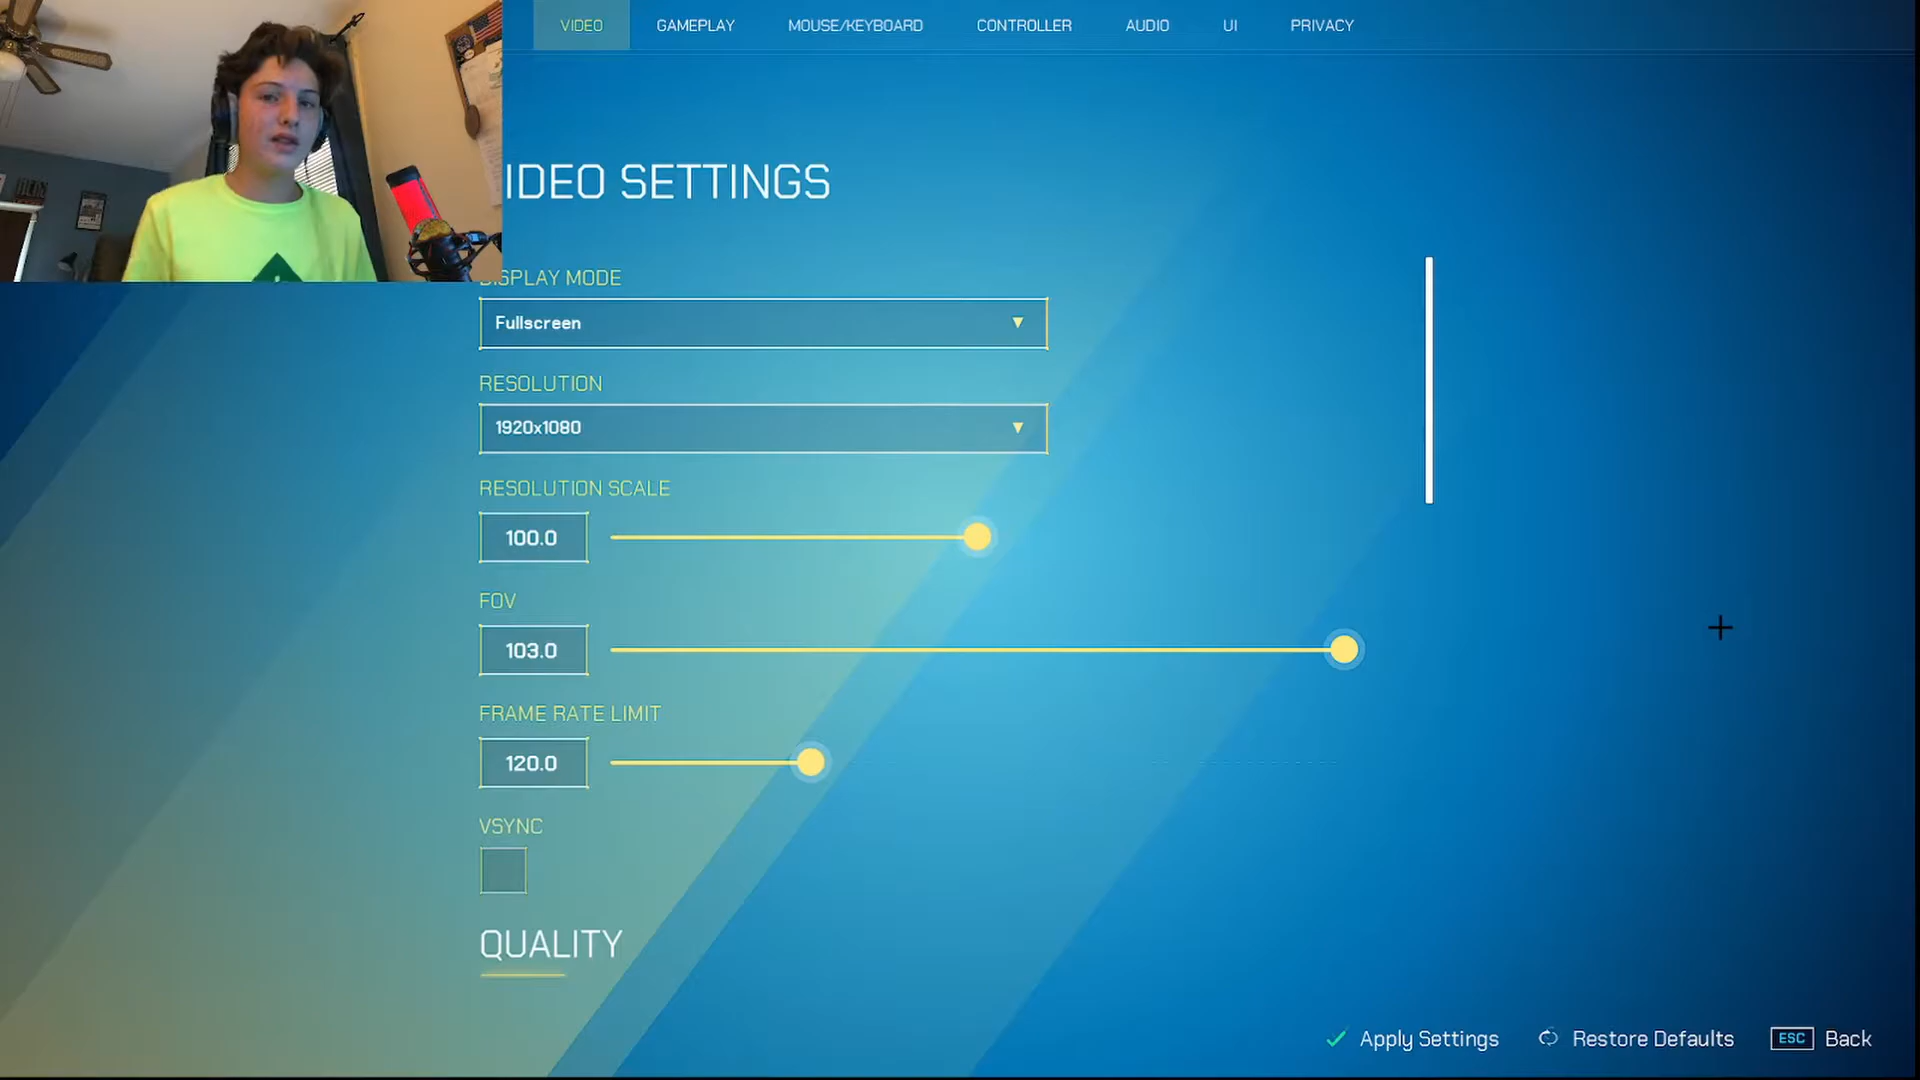 VIDEO
GAMEPLAY
MOUSE/KEYBOARD
CONTROLLER
AUDIO
UI
PRIVACY
IDEO SETTINGS
DISPLAY MODE
Fullscreen
RESOLUTION
1920x1080
RESOLUTION SCALE
100.0
FOV
103.0
FRAME RATE LIMIT
120.0
VSYNC
QUALITY
Apply Settings
Restore Defaults
ESC Back